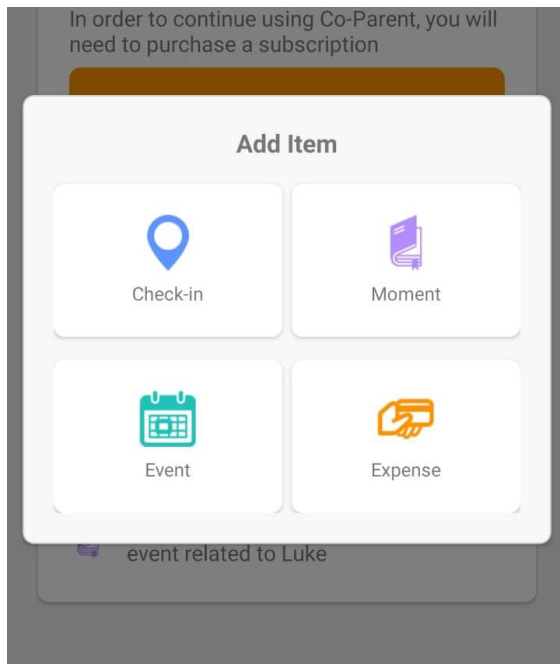 In order to continue using Co-Parent, you will
need to purchase a subscription
Add Item
Check-in
Moment
Event
Expense
event related to Luke